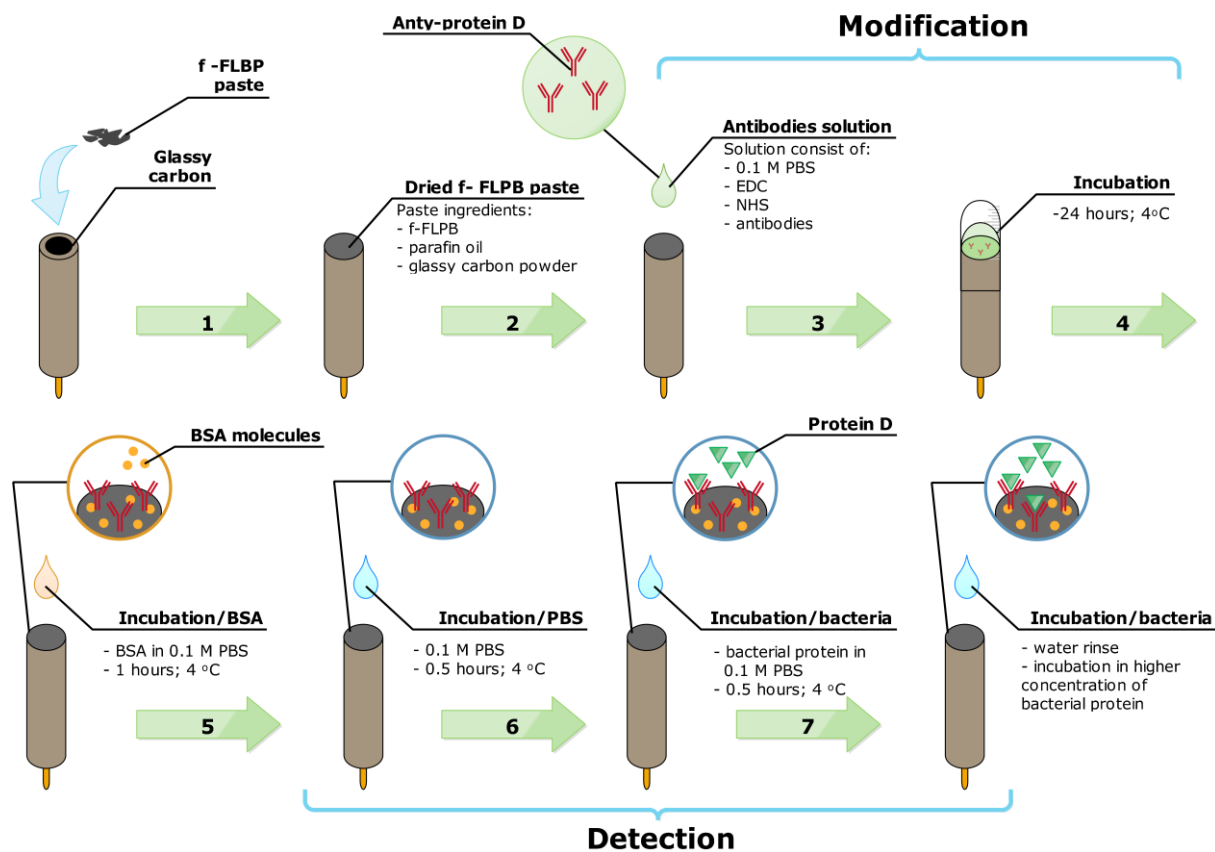 Anty-protein D
Modification
f -FLBP
paste
Glassy
carbon
Dried f- FLPB paste
Paste ingredients:
- f-FLPB
- parafin oil
- glassy carbon powder
Antibodies solution
Solution consist of:
- 0.1 M PBS
- EDC
- NHS
- antibodies
Incubation
-24 hours; 4ºC
1
2
3
4
BSA molecules
Protein D
Incubation/BSA
- BSA in 0.1 M PBS
- 1 hours; 4 ºC
Incubation/PBS
- 0.1 M PBS
- 0.5 hours; 4 ºC
Incubation/bacteria
- bacterial protein in
0.1 M PBS
- 0.5 hours; 4 ºC
Incubation/bacteria
- water rinse
- incubation in higher
concentration of
bacterial protein
5
6
7
Detection